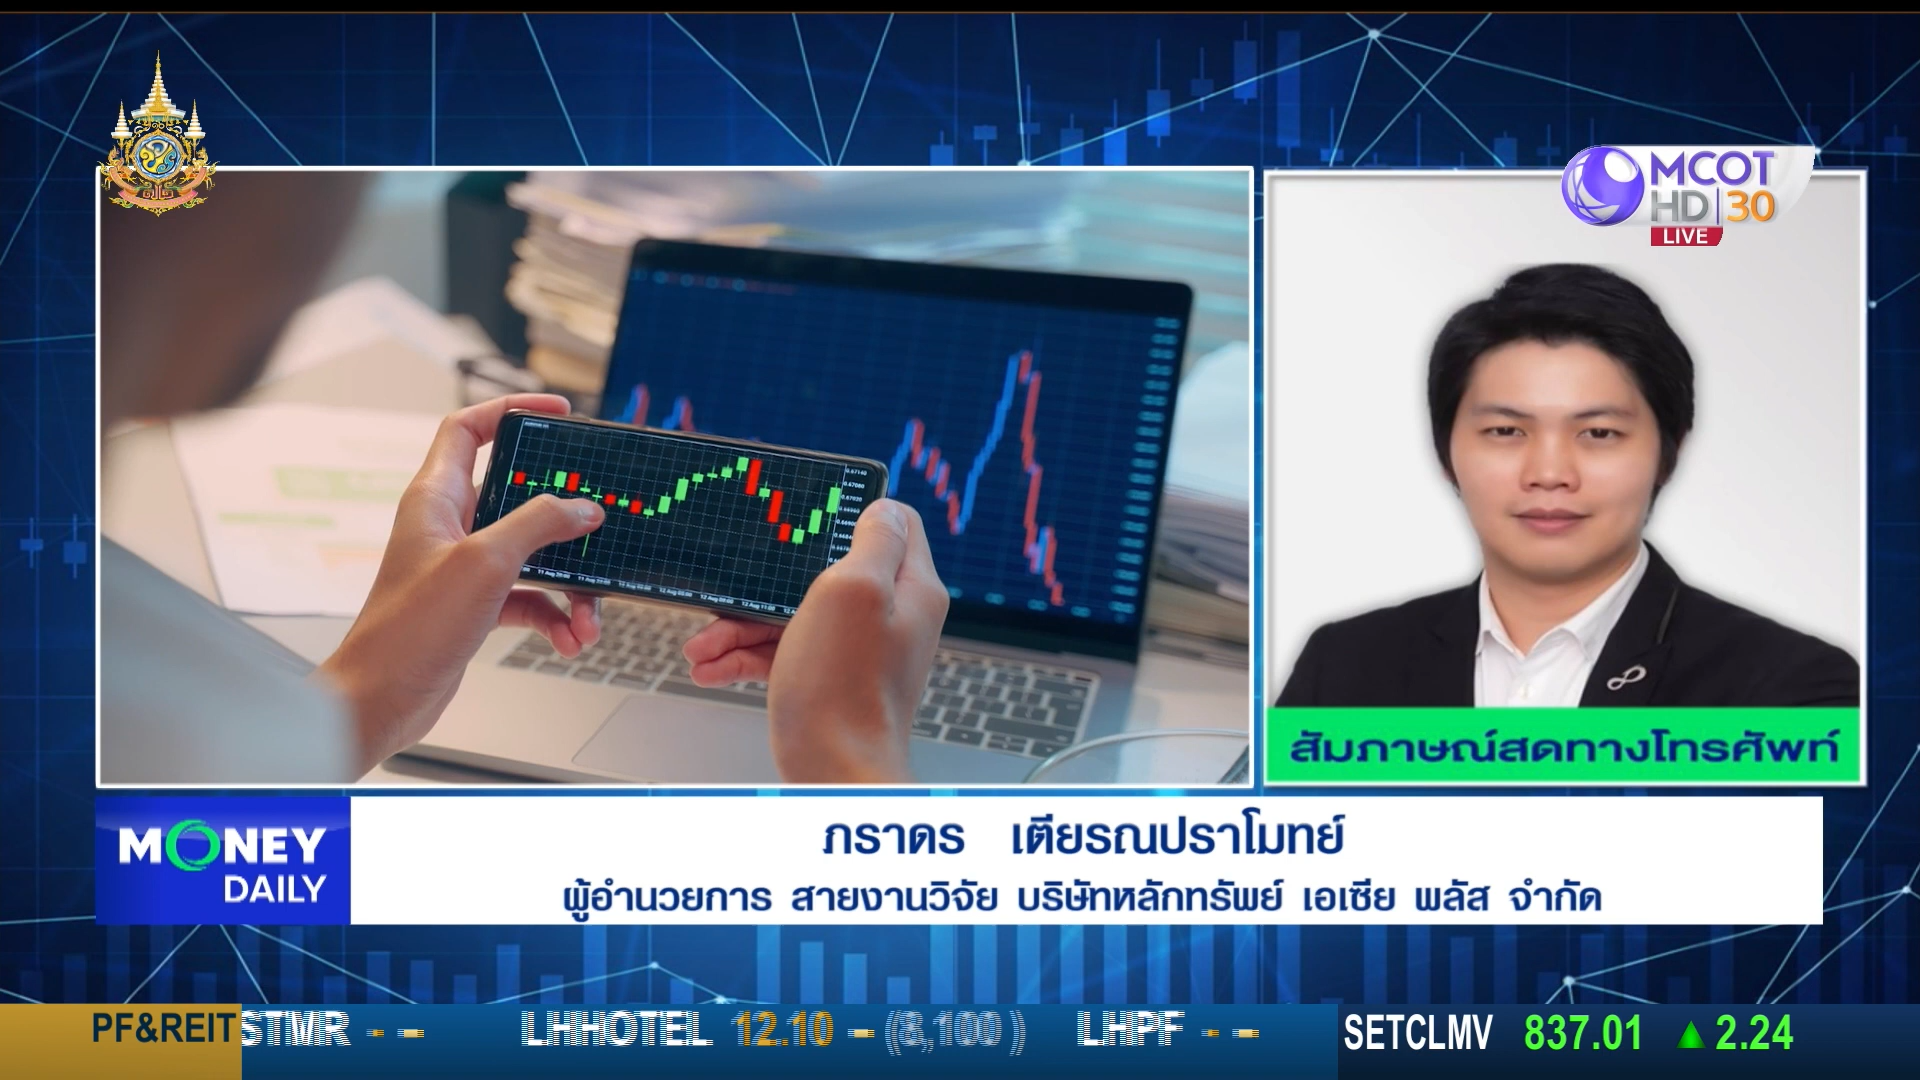 MCOT
HD 30
LIVE
สัมภาษณ์สดทางโทรศัพท์
MONEY
DAILY
ภราดร เตียรณปราโมทย์
ผู้อำนวยการ สายงานวิจัย บริษัทหลักทรัพย์ เอเซีย พลัส จำกัด
PF&REIT STMR - - LHHOTEL 12.10 - (8,100) LHPF - - SETCLMV 837.01 ▲ 2.24